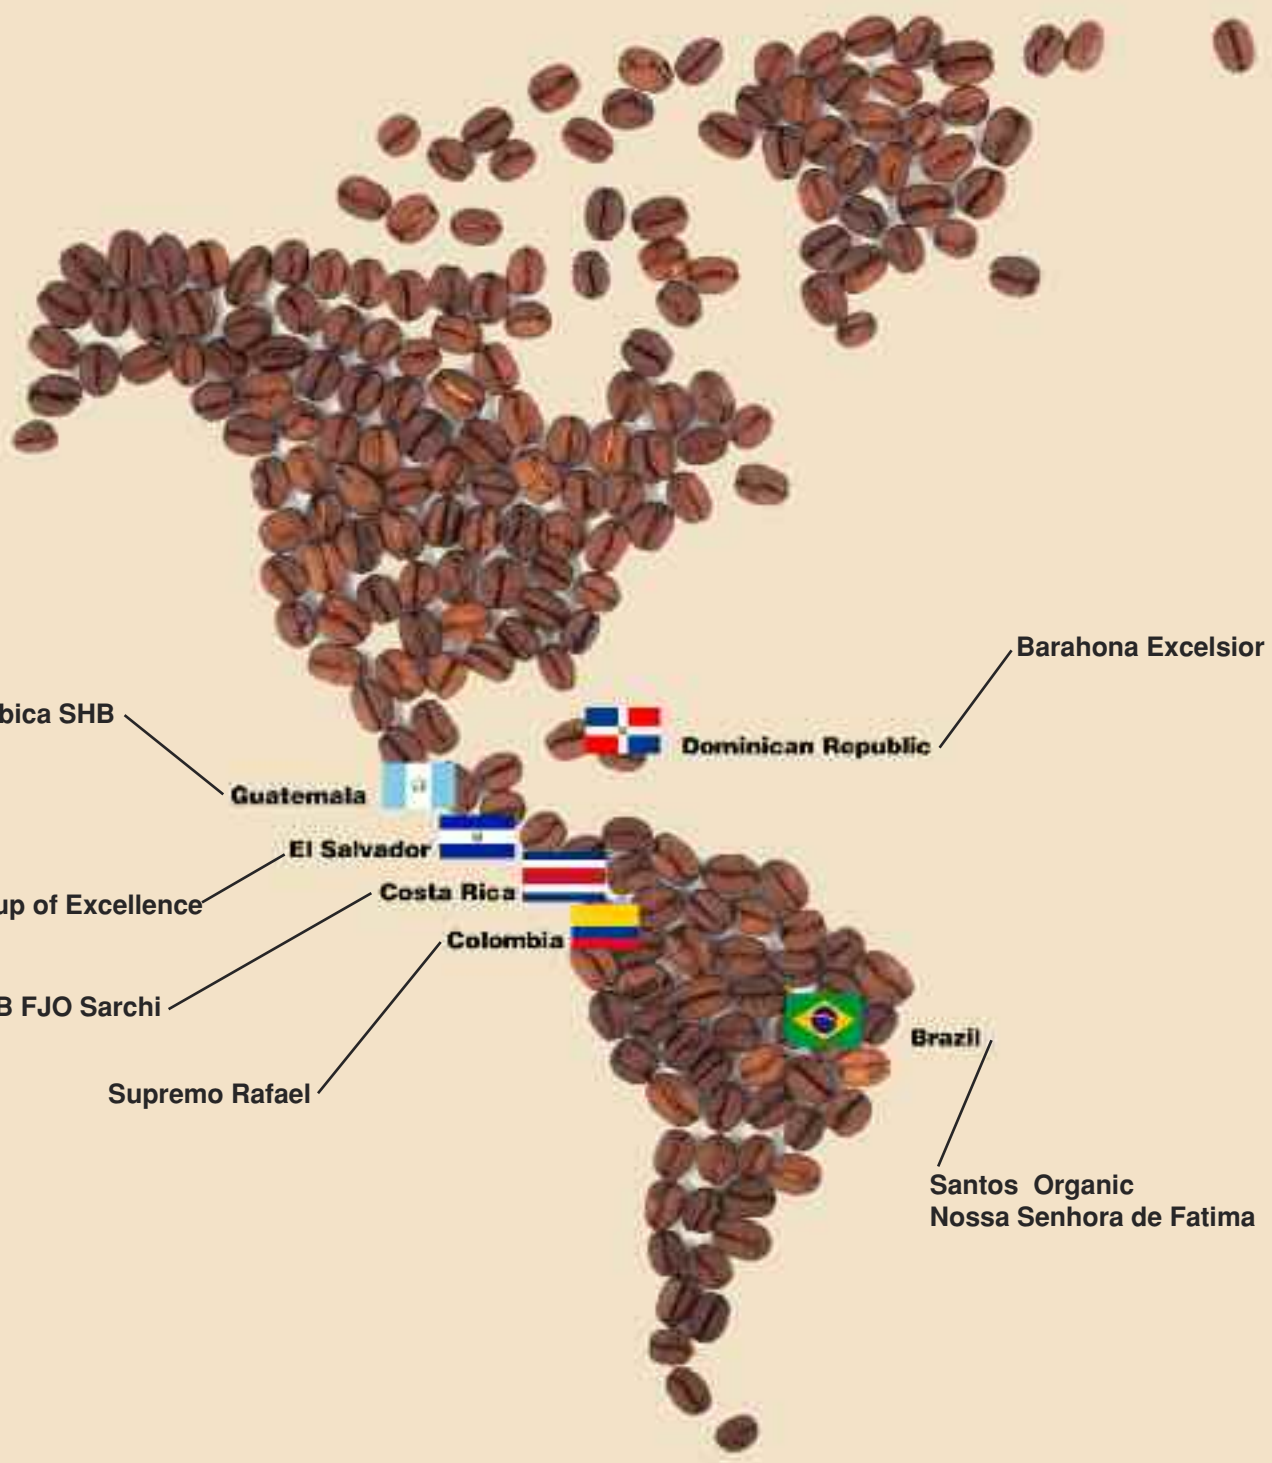 Barahona Excelsior
bica SHB
Dominican Republic
Guatemala
El Salvador
up of Excellence
Costa Rica
Colombia
B FJO Sarchi
Brazil
Supremo Rafael
Santos Organic
Nossa Senhora de Fatima